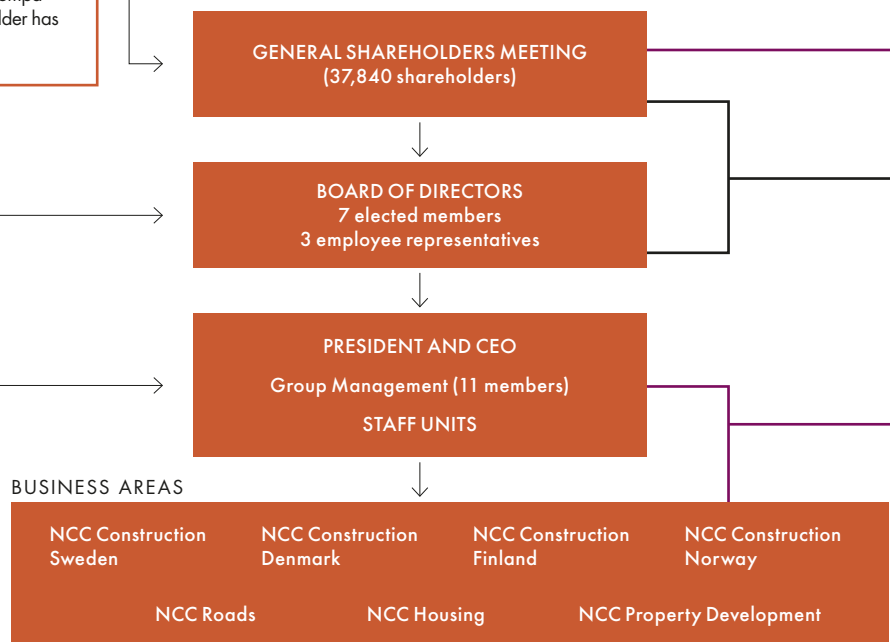 lder has
GENERAL SHAREHOLDERS MEETING
(37,840 shareholders)
BOARD OF DIRECTORS
7 elected members
3 employee representatives
PRESIDENT AND CEO
Group Management (11 members)
STAFF UNITS
BUSINESS AREAS
NCC Construction Sweden
NCC Construction Denmark
NCC Construction Finland
NCC Construction Norway
NCC Roads
NCC Housing
NCC Property Development